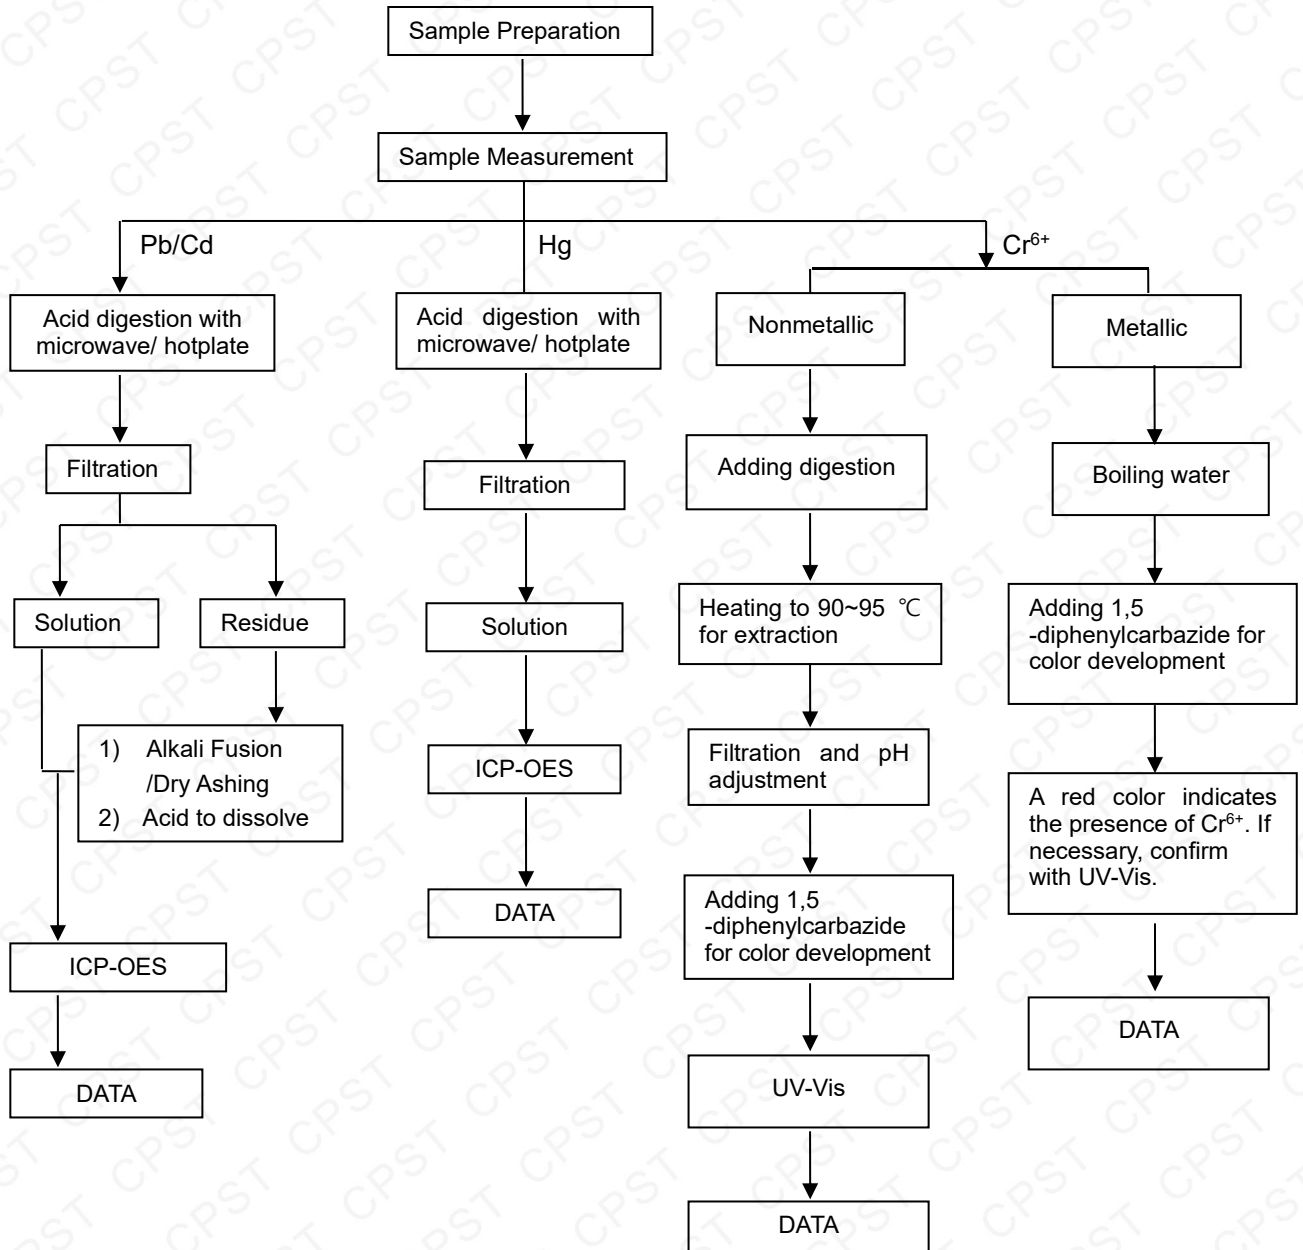 Sample Preparation
Sample Measurement
Pb/Cd
Hg
Cr⁶⁺
Acid digestion with
microwave/ hotplate
Filtration
Solution
Residue
1) Alkali Fusion
/Dry Ashing
2) Acid to dissolve
ICP-OES
DATA
Acid digestion with
microwave/ hotplate
Filtration
Solution
ICP-OES
DATA
Nonmetallic
Adding digestion
Heating to 90~95 ℃
for extraction
Filtration and pH
adjustment
Adding 1,5
-diphenylcarbazide
for color development
UV-Vis
DATA
Metallic
Boiling water
Adding 1,5
-diphenylcarbazide for
color development
A red color indicates
the presence of Cr⁶⁺. If
necessary, confirm
with UV-Vis.
DATA
CPST